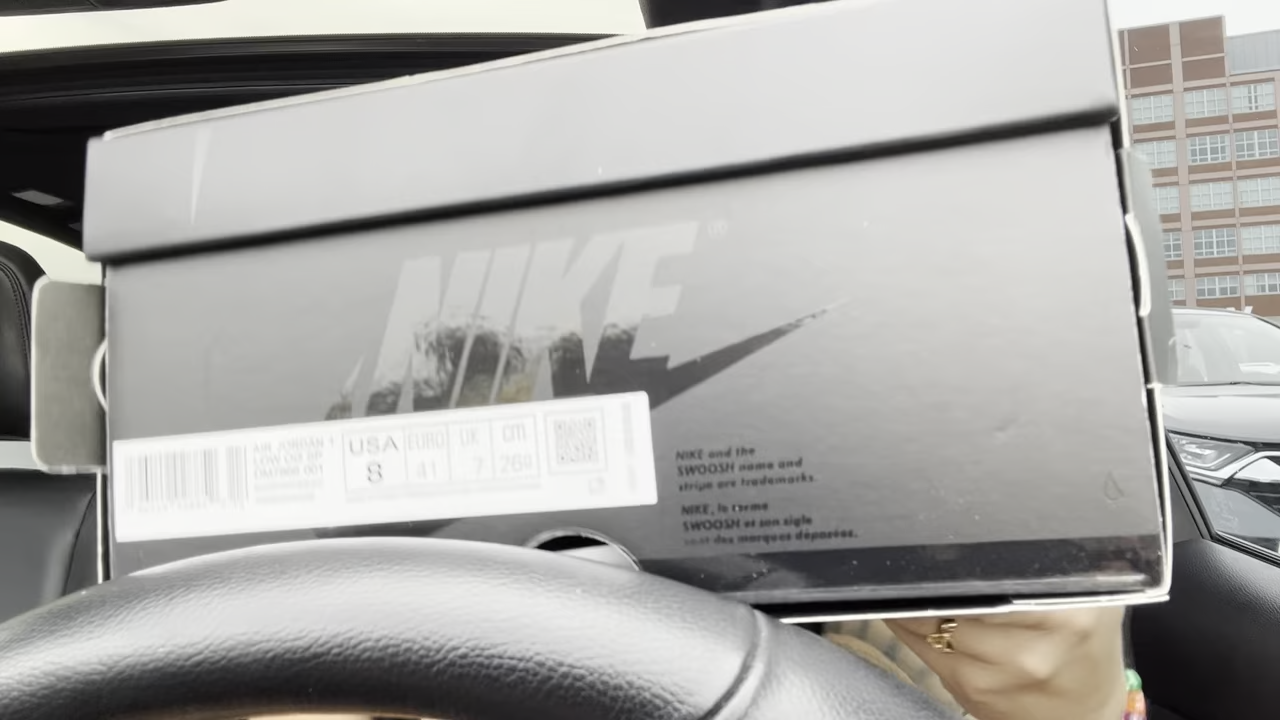 NIKE
AIR JORDAN 1
LOW OG SP
001
USA
8
EURO
41
UK
7
cm
26
NIKE and the
SWOOSH name and
stripe are trademarks.
NIKE, le terme
SWOOSH et son sigle
sont des marques déposées.